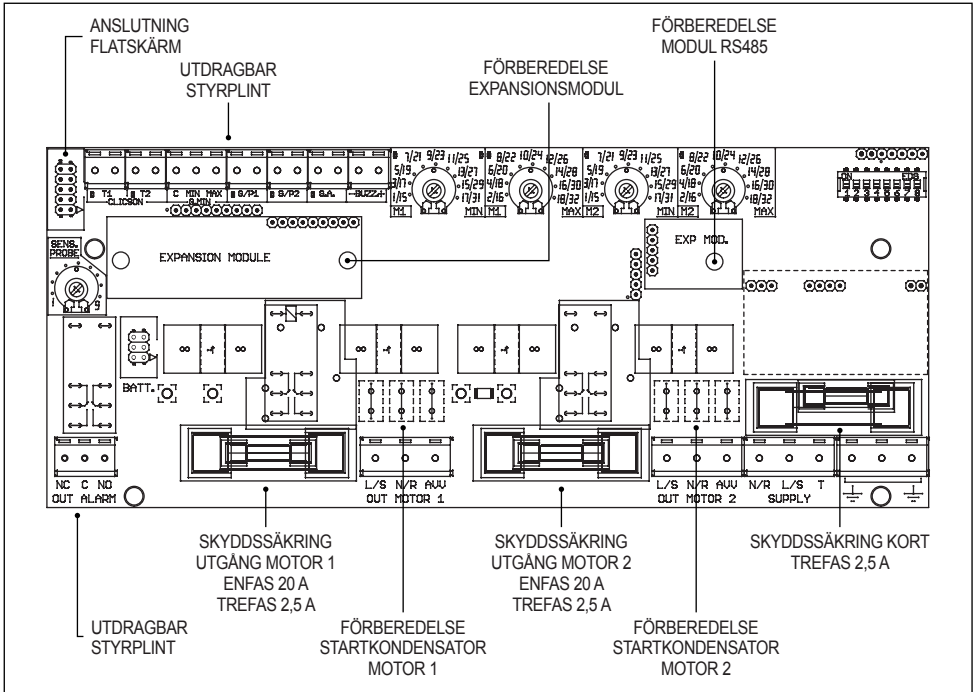 ANSLUTNING
FLATSKÄRM
UTDRAGBAR
STYRPLINT
FÖRBEREDELSE
EXPANSIONSMODUL
FÖRBEREDELSE
MODUL RS485
T1 T2 C MIN MAX G/P1 G/P2 G.A. BUZZ.
CLICSON G.MIN
1/15 3/17 5/19 7/21 9/23 11/25 13/27 15/29 17/31
M1 MIN
2/16 4/18 6/20 8/22 10/24 12/26 14/28 16/30 18/32
M1 MAX
1/15 3/17 5/19 7/21 9/23 11/25 13/27 15/29 17/31
M2 MIN
2/16 4/18 6/20 8/22 10/24 12/26 14/28 16/30 18/32
M2 MAX
ON
1 2 3 4 5 6 7 8
SENS.
PROBE
1 9
EXPANSION MODULE
EXP MOD.
BATT.
NC C NO
OUT ALARM
L/S N/R AVV
OUT MOTOR 1
L/S N/R AVV
OUT MOTOR 2
N/R L/S T
SUPPLY
SKYDDSSÄKRING
UTGÅNG MOTOR 1
ENFAS 20 A
TREFAS 2,5 A
SKYDDSSÄKRING
UTGÅNG MOTOR 2
ENFAS 20 A
TREFAS 2,5 A
SKYDDSSÄKRING KORT
TREFAS 2,5 A
UTDRAGBAR
STYRPLINT
FÖRBEREDELSE
STARTKONDENSATOR
MOTOR 1
FÖRBEREDELSE
STARTKONDENSATOR
MOTOR 2